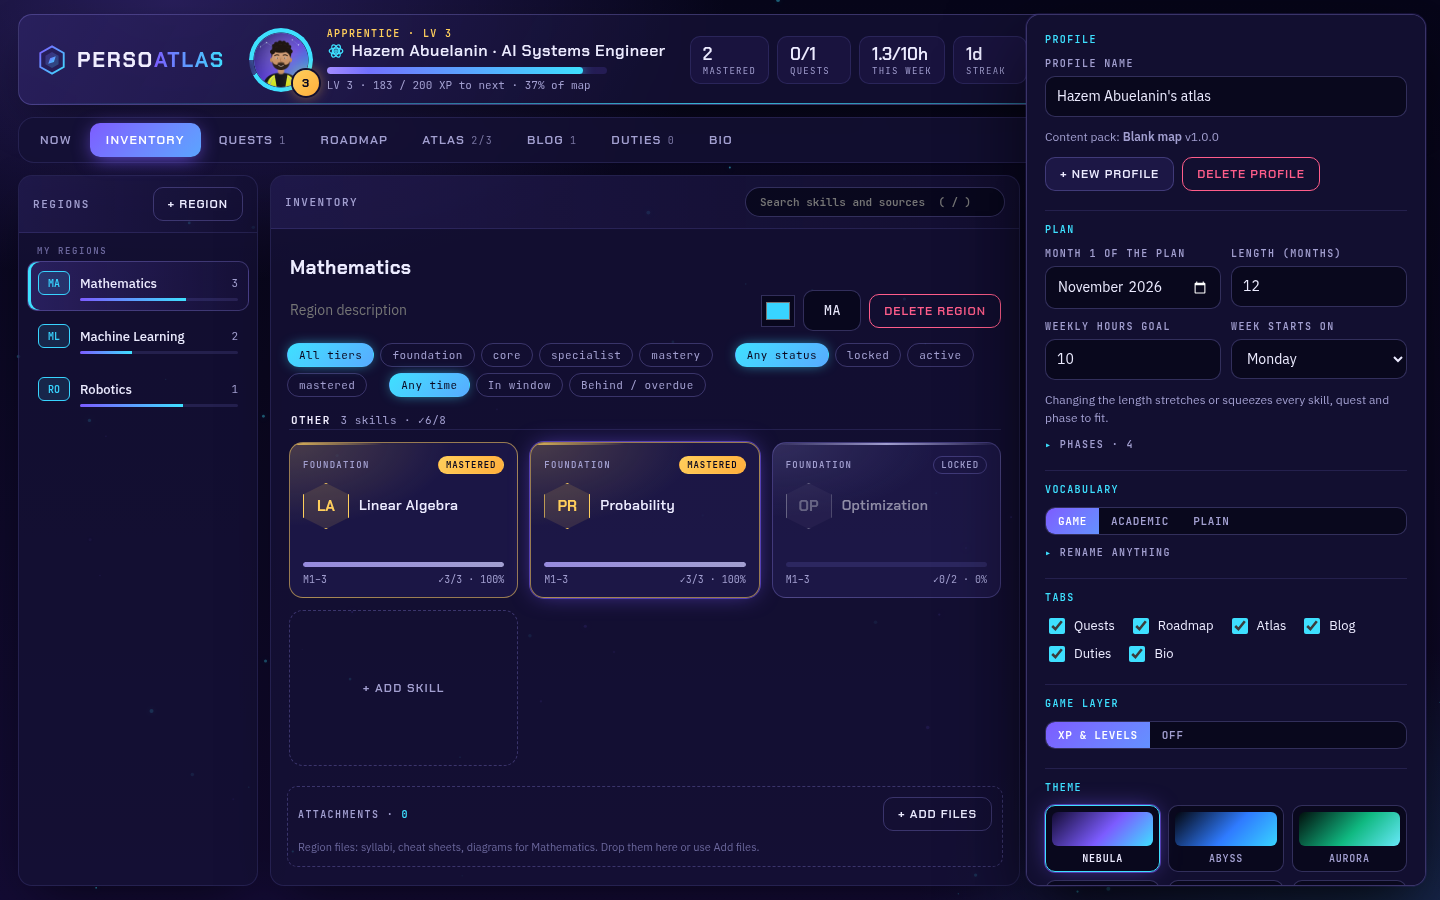 PERSOATLAS
APPRENTICE · LV 3
Hazem Abuelanin · AI Systems Engineer
3
LV 3 · 183 / 200 XP to next · 37% of map
2
MASTERED
0/1
QUESTS
1.3/10h
THIS WEEK
1d
STREAK
NOW
INVENTORY
QUESTS 1
ROADMAP
ATLAS 2/3
BLOG 1
DUTIES 0
BIO
REGIONS
+ REGION
MY REGIONS
MA Mathematics 3
ML Machine Learning 2
RO Robotics 1
INVENTORY
Search skills and sources ( / )
Mathematics
Region description
MA
DELETE REGION
All tiers foundation core specialist mastery Any status locked active
mastered Any time In window Behind / overdue
OTHER 3 skills · ✓6/8
FOUNDATION MASTERED
LA Linear Algebra
M1–3 ✓3/3 · 100%
FOUNDATION MASTERED
PR Probability
M1–3 ✓3/3 · 100%
FOUNDATION LOCKED
OP Optimization
M1–3 ✓0/2 · 0%
+ ADD SKILL
ATTACHMENTS · 0
+ ADD FILES
Region files: syllabi, cheat sheets, diagrams for Mathematics. Drop them here or use Add files.
PROFILE
PROFILE NAME
Hazem Abuelanin's atlas
Content pack: Blank map v1.0.0
+ NEW PROFILE
DELETE PROFILE
PLAN
MONTH 1 OF THE PLAN
November 2026
LENGTH (MONTHS)
12
WEEKLY HOURS GOAL
10
WEEK STARTS ON
Monday
Changing the length stretches or squeezes every skill, quest and
phase to fit.
▸ PHASES · 4
VOCABULARY
GAME ACADEMIC PLAIN
▸ RENAME ANYTHING
TABS
Quests Roadmap Atlas Blog
Duties Bio
GAME LAYER
XP & LEVELS OFF
THEME
NEBULA ABYSS AURORA